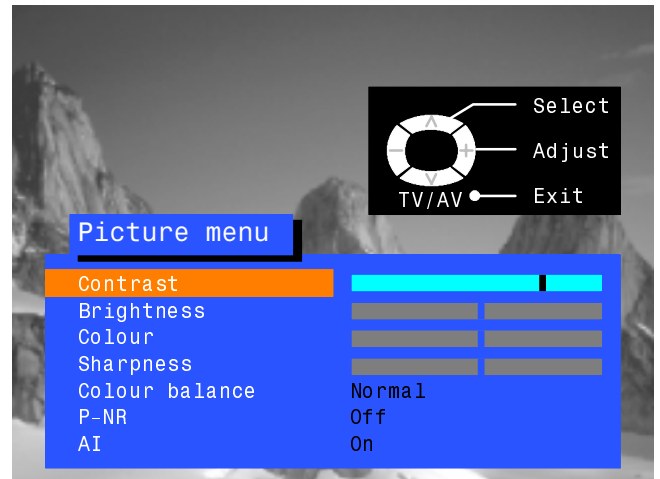 Select
Adjust
TV/AV Exit
Picture menu
Contrast
Brightness
Colour
Sharpness
Colour balance Normal
P-NR Off
AI On